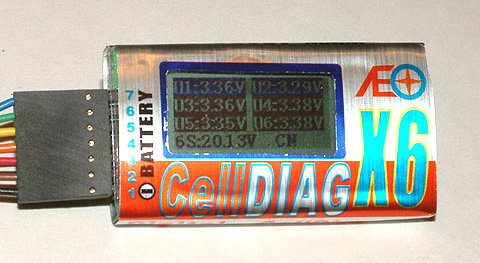 U1:3.36V U2:3.29V
U3:3.36V U4:3.38V
U5:3.35V U6:3.38V
6S:20.13V CN
AEO
X6
CellDIAG
BATTERY
7
6
5
4
3
2
1